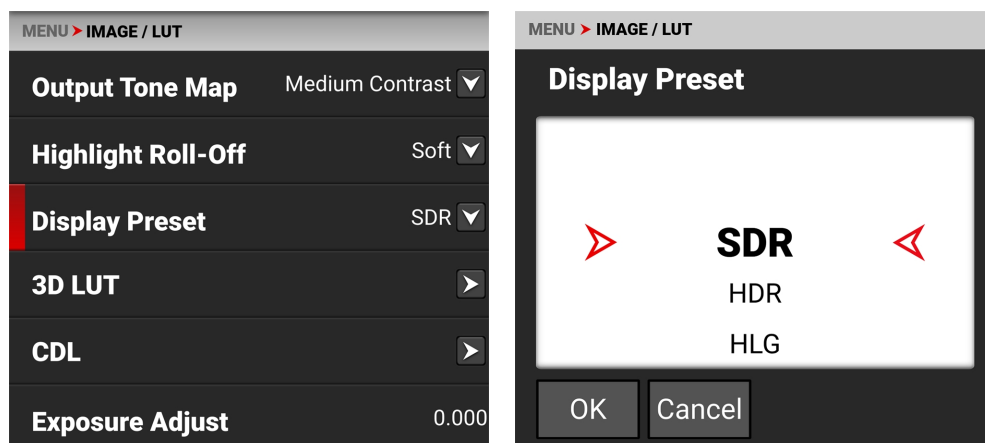 MENU > IMAGE / LUT
Output Tone Map Medium Contrast
Highlight Roll-Off Soft
Display Preset SDR
3D LUT
CDL
Exposure Adjust 0.000
MENU > IMAGE / LUT
Display Preset
SDR
HDR
HLG
OK Cancel